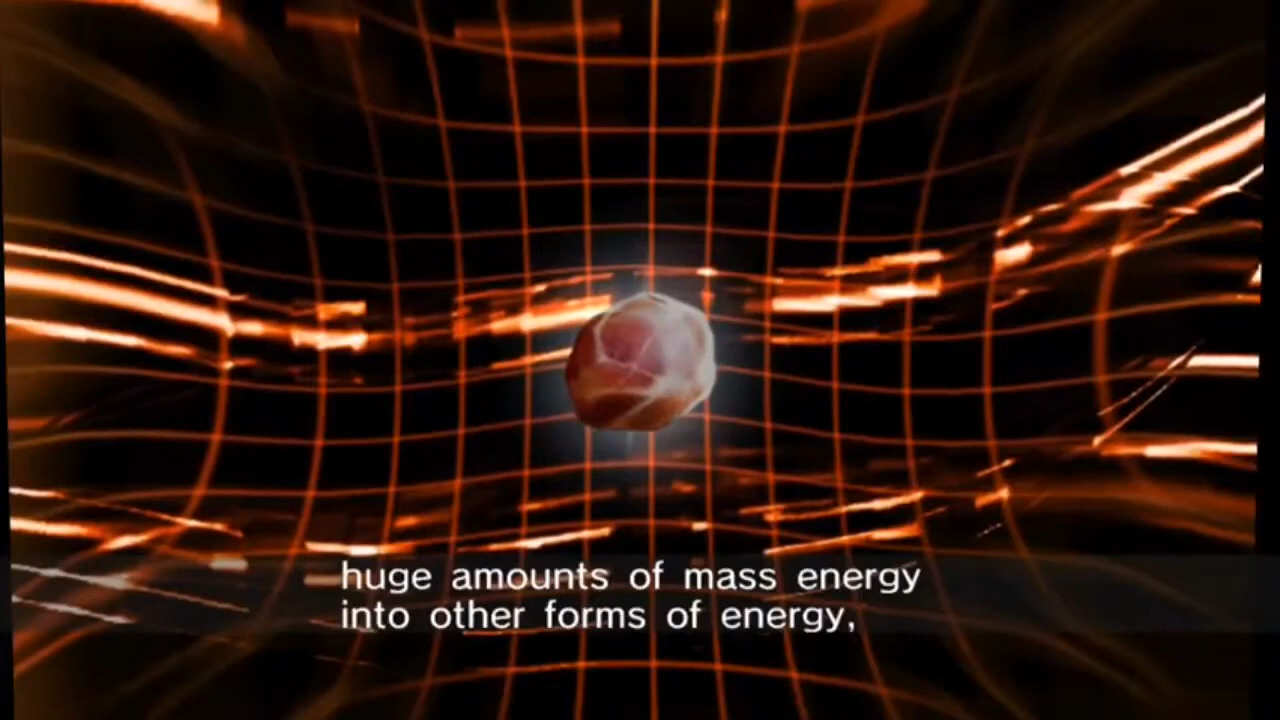 huge amounts of mass energy
into other forms of energy,